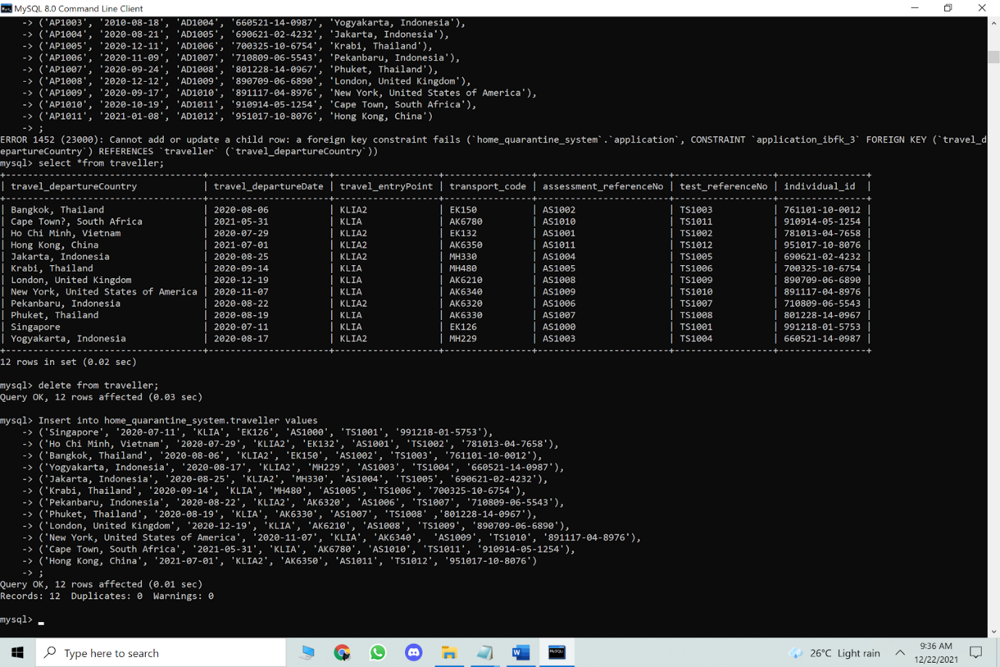 MySQL 8.0 Command Line Client
    -> ('AP1003', '2010-08-18', 'AD1004', '660521-14-0987', 'Yogyakarta, Indonesia'),
    -> ('AP1004', '2020-08-21', 'AD1005', '690621-02-4232', 'Jakarta, Indonesia'),
    -> ('AP1005', '2020-12-11', 'AD1006', '700325-10-6754', 'Krabi, Thailand'),
    -> ('AP1006', '2020-11-09', 'AD1007', '710809-06-5543', 'Pekanbaru, Indonesia'),
    -> ('AP1007', '2020-09-24', 'AD1008', '801228-14-0967', 'Phuket, Thailand'),
    -> ('AP1008', '2020-12-12', 'AD1009', '890709-06-6890', 'London, United Kingdom'),
    -> ('AP1009', '2020-09-17', 'AD1010', '891117-04-8976', 'New York, United States of America'),
    -> ('AP1010', '2020-10-19', 'AD1011', '910914-05-1254', 'Cape Town, South Africa'),
    -> ('AP1011', '2021-01-08', 'AD1012', '951017-10-8076', 'Hong Kong, China')
    -> ;
ERROR 1452 (23000): Cannot add or update a child row: a foreign key constraint fails (`home_quarantine_system`.`application`, CONSTRAINT `application_ibfk_3` FOREIGN KEY (`travel_d
epartureCountry`) REFERENCES `traveller` (`travel_departureCountry`))
mysql> select *from traveller;
| travel_departureCountry | travel_departureDate | travel_entryPoint | transport_code | assessment_referenceNo | test_referenceNo | individual_id |
| Bangkok, Thailand | 2020-08-06 | KLIA2 | EK150 | AS1002 | TS1003 | 761101-10-0012 |
| Cape Town?, South Africa | 2021-05-31 | KLIA | AK6780 | AS1010 | TS1011 | 910914-05-1254 |
| Ho Chi Minh, Vietnam | 2020-07-29 | KLIA2 | EK132 | AS1001 | TS1002 | 781013-04-7658 |
| Hong Kong, China | 2021-07-01 | KLIA2 | AK6350 | AS1011 | TS1012 | 951017-10-8076 |
| Jakarta, Indonesia | 2020-08-25 | KLIA2 | MH330 | AS1004 | TS1005 | 690621-02-4232 |
| Krabi, Thailand | 2020-09-14 | KLIA | MH480 | AS1005 | TS1006 | 700325-10-6754 |
| London, United Kingdom | 2020-12-19 | KLIA | AK6210 | AS1008 | TS1009 | 890709-06-6890 |
| New York, United States of America | 2020-11-07 | KLIA | AK6340 | AS1009 | TS1010 | 891117-04-8976 |
| Pekanbaru, Indonesia | 2020-08-22 | KLIA2 | AK6320 | AS1006 | TS1007 | 710809-06-5543 |
| Phuket, Thailand | 2020-08-19 | KLIA | AK6330 | AS1007 | TS1008 | 801228-14-0967 |
| Singapore | 2020-07-11 | KLIA | EK126 | AS1000 | TS1001 | 991218-01-5753 |
| Yogyakarta, Indonesia | 2020-08-17 | KLIA2 | MH229 | AS1003 | TS1004 | 660521-14-0987 |
12 rows in set (0.02 sec)
mysql> delete from traveller;
Query OK, 12 rows affected (0.03 sec)
mysql> Insert into home_quarantine_system.traveller values
    -> ('Singapore', '2020-07-11', 'KLIA', 'EK126', 'AS1000', 'TS1001', '991218-01-5753'),
    -> ('Ho Chi Minh, Vietnam', '2020-07-29', 'KLIA2', 'EK132', 'AS1001', 'TS1002', '781013-04-7658'),
    -> ('Bangkok, Thailand', '2020-08-06', 'KLIA2', 'EK150', 'AS1002', 'TS1003', '761101-10-0012'),
    -> ('Yogyakarta, Indonesia', '2020-08-17', 'KLIA2', 'MH229', 'AS1003', 'TS1004', '660521-14-0987'),
    -> ('Jakarta, Indonesia', '2020-08-25', 'KLIA2', 'MH330', 'AS1004', 'TS1005', '690621-02-4232'),
    -> ('Krabi, Thailand', '2020-09-14', 'KLIA', 'MH480', 'AS1005', 'TS1006', '700325-10-6754'),
    -> ('Pekanbaru, Indonesia', '2020-08-22', 'KLIA2', 'AK6320', 'AS1006', 'TS1007', '710809-06-5543'),
    -> ('Phuket, Thailand', '2020-08-19', 'KLIA', 'AK6330', 'AS1007', 'TS1008' ,'801228-14-0967'),
    -> ('London, United Kingdom', '2020-12-19', 'KLIA', 'AK6210', 'AS1008', 'TS1009', '890709-06-6890'),
    -> ('New York, United States of America', '2020-11-07', 'KLIA', 'AK6340',  'AS1009', 'TS1010', '891117-04-8976'),
    -> ('Cape Town, South Africa', '2021-05-31', 'KLIA', 'AK6780', 'AS1010', 'TS1011', '910914-05-1254'),
    -> ('Hong Kong, China', '2021-07-01', 'KLIA2', 'AK6350', 'AS1011', 'TS1012', '951017-10-8076')
    -> ;
Query OK, 12 rows affected (0.01 sec)
Records: 12  Duplicates: 0  Warnings: 0
mysql> _
Type here to search
26°C Light rain
9:36 AM
12/22/2021